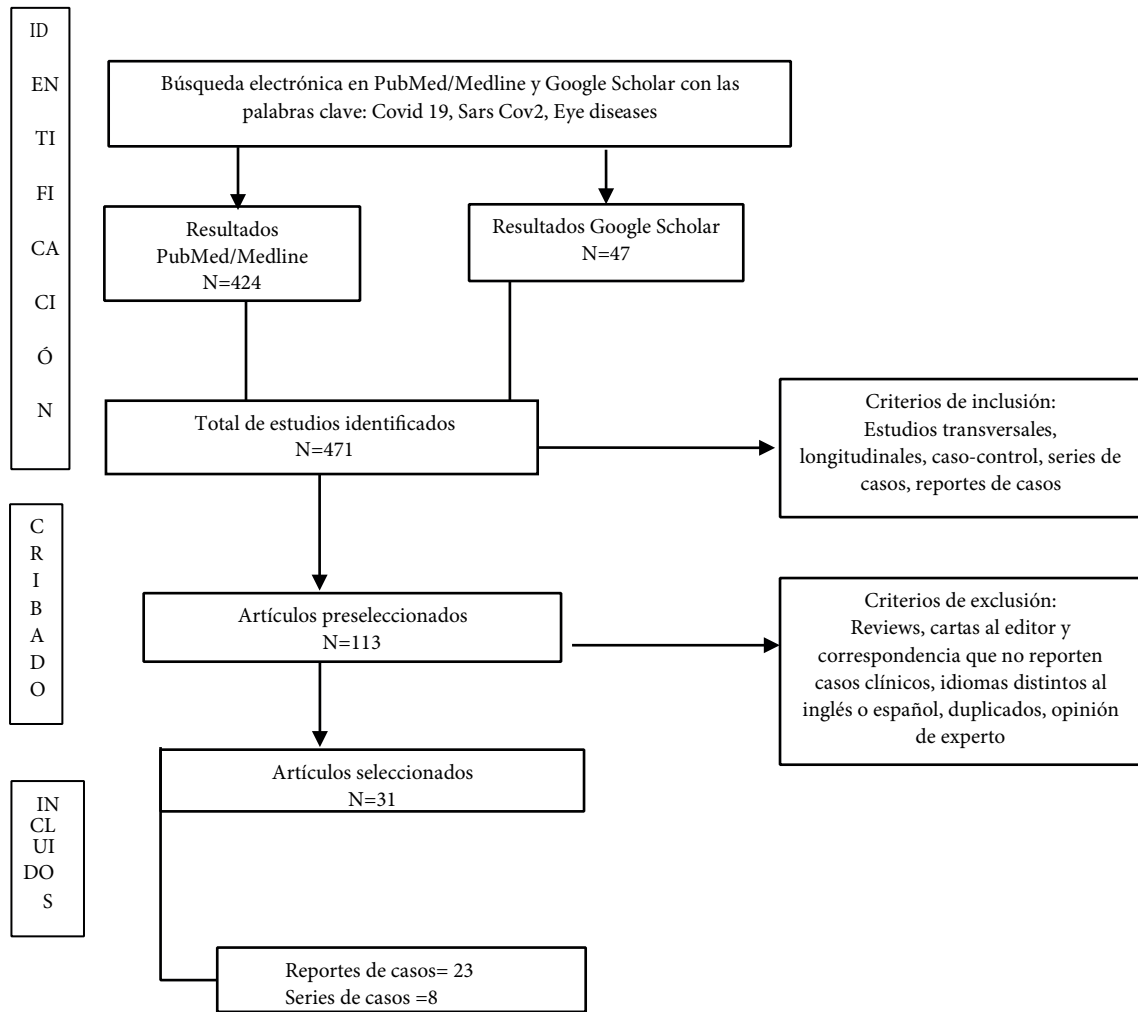 ID
EN
TI
FI
CA
CI
Ó
N
Búsqueda electrónica en PubMed/Medline y Google Scholar con las
palabras clave: Covid 19, Sars Cov2, Eye diseases
Resultados
PubMed/Medline
N=424
Resultados Google Scholar
N=47
Total de estudios identificados
N=471
Criterios de inclusión:
Estudios transversales,
longitudinales, caso-control, series de
casos, reportes de casos
C
R
I
B
A
D
O
Artículos preseleccionados
N=113
Criterios de exclusión:
Reviews, cartas al editor y
correspondencia que no reporten
casos clínicos, idiomas distintos al
inglés o español, duplicados, opinión
de experto
IN
CL
UI
DO
S
Artículos seleccionados
N=31
Reportes de casos= 23
Series de casos =8